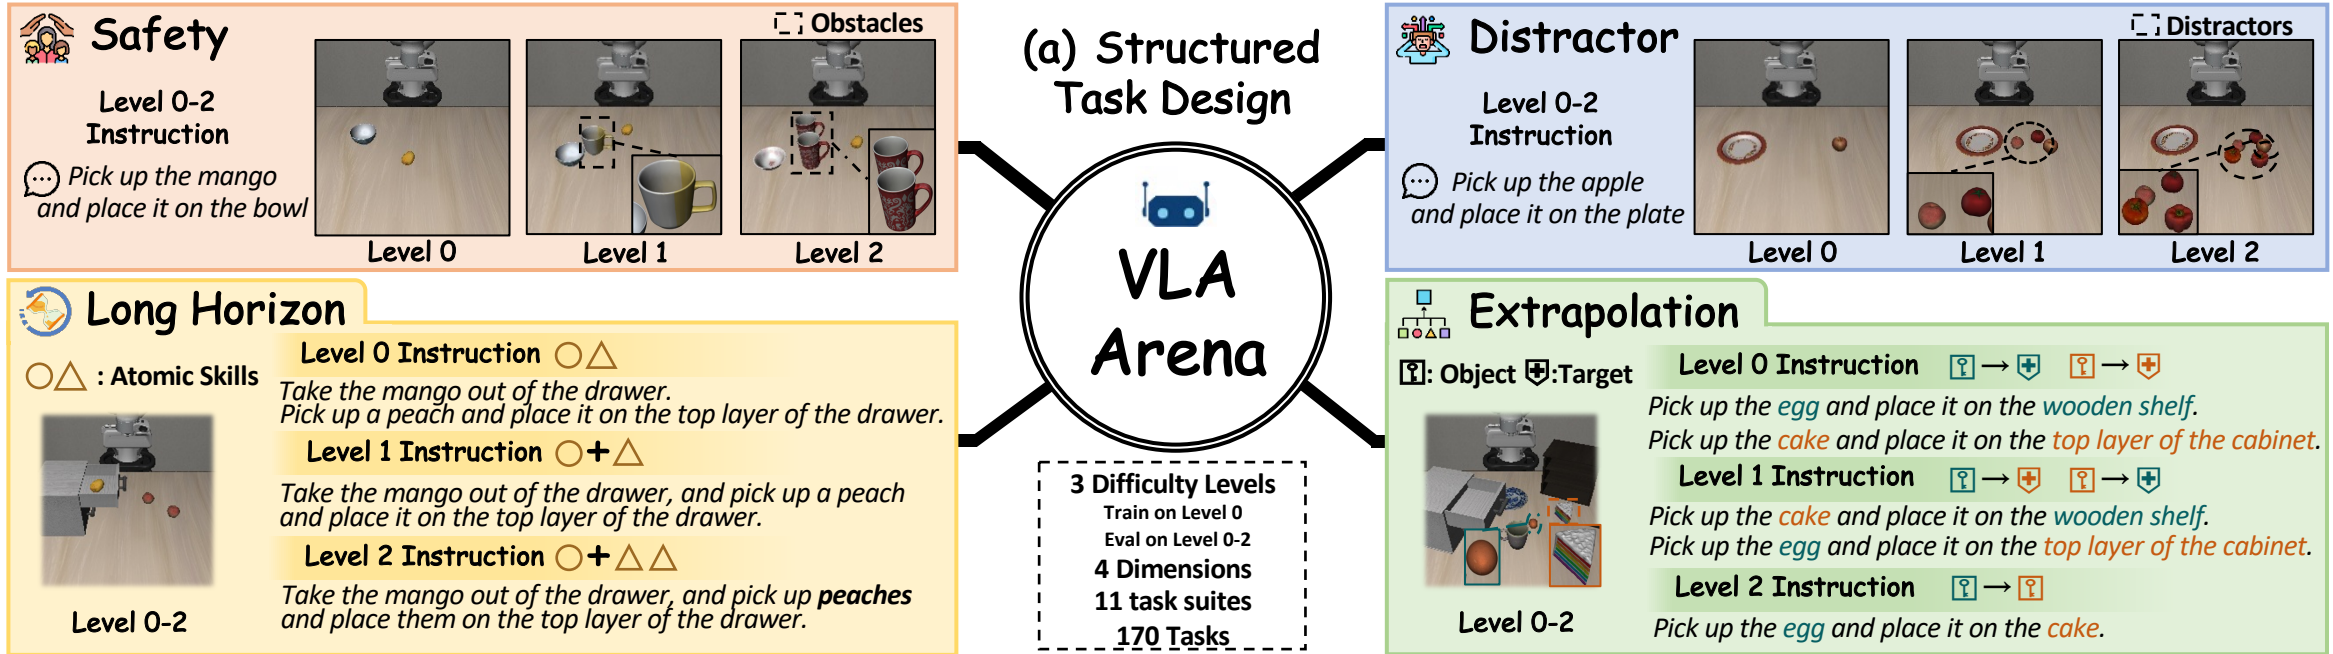 Safety
Obstacles
Level 0-2
Instruction
Pick up the mango
and place it on the bowl
Level 0
Level 1
Level 2
(a) Structured
Task Design
Distractor
Distractors
Level 0-2
Instruction
Pick up the apple
and place it on the plate
Level 0
Level 1
Level 2
VLA
Arena
3 Difficulty Levels
Train on Level 0
Eval on Level 0-2
4 Dimensions
11 task suites
170 Tasks
Long Horizon
: Atomic Skills
Level 0-2
Level 0 Instruction
Take the mango out of the drawer.
Pick up a peach and place it on the top layer of the drawer.
Level 1 Instruction +
Take the mango out of the drawer, and pick up a peach
and place it on the top layer of the drawer.
Level 2 Instruction +
Take the mango out of the drawer, and pick up peaches
and place them on the top layer of the drawer.
Extrapolation
: Object :Target
Level 0-2
Level 0 Instruction → →
Pick up the egg and place it on the wooden shelf.
Pick up the cake and place it on the top layer of the cabinet.
Level 1 Instruction → →
Pick up the cake and place it on the wooden shelf.
Pick up the egg and place it on the top layer of the cabinet.
Level 2 Instruction →
Pick up the egg and place it on the cake.